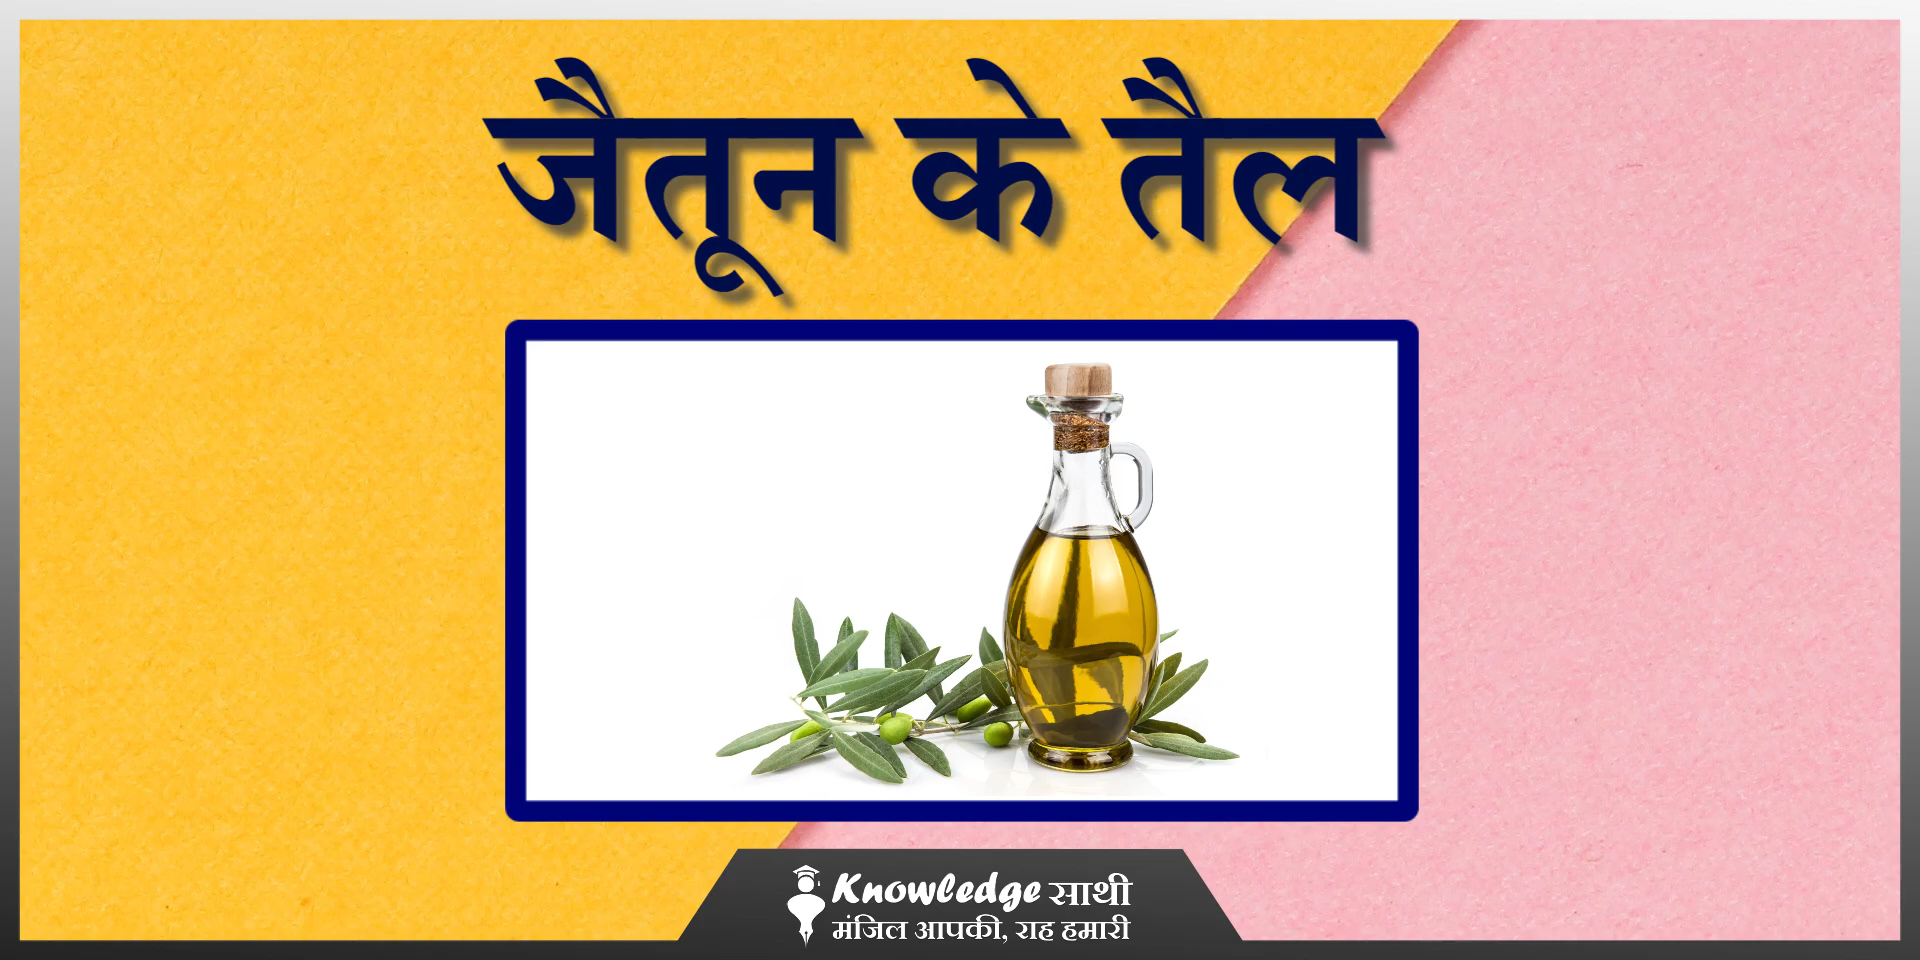 जैतून के तैल
Knowledge साथी
मंजिल आपकी, राह हमारी